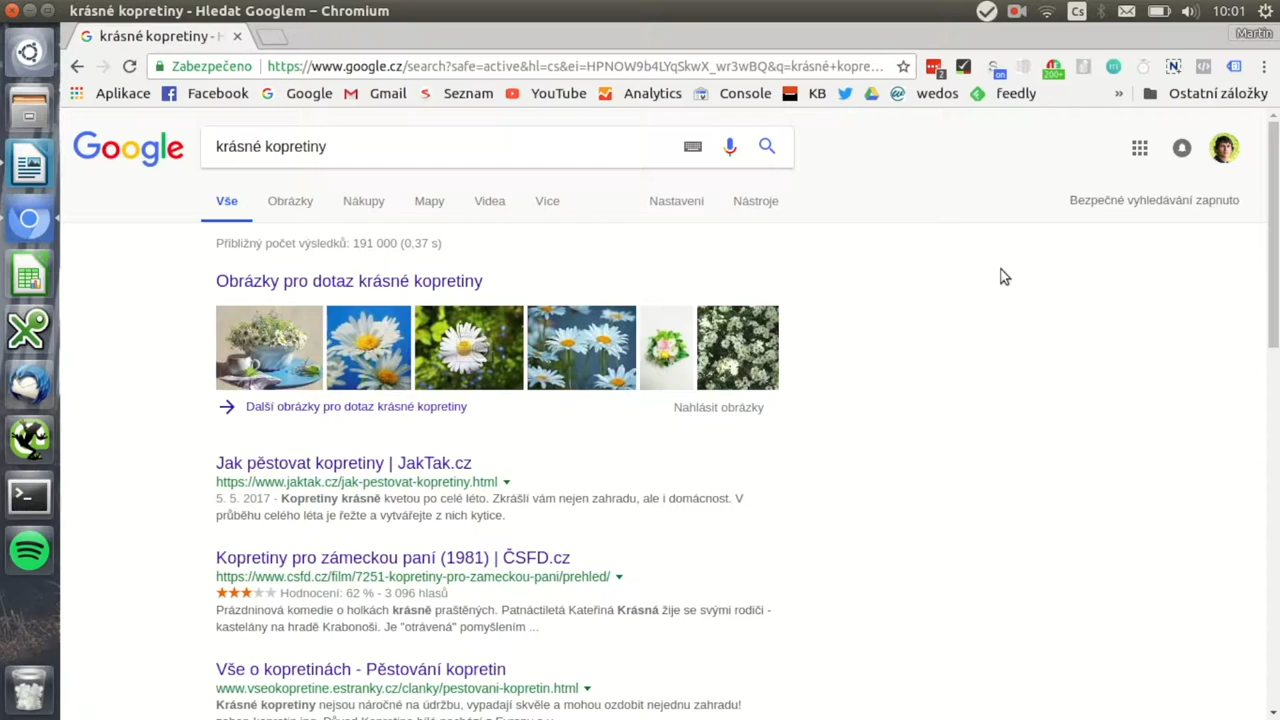 krásné kopretiny - Hledat Googlem – Chromium
Cs
10:01
krásné kopretiny - H
Martin
Zabezpečeno
https://www.google.cz/search?safe=active&hl=cs&ei=HPNOW9b4LYqSkwX_wrSwBQ&q=krásné+kopre...
2
on
200+
Aplikace
Facebook
Google
Gmail
Seznam
YouTube
Analytics
Console
KB
wedos
feedly
»
Ostatní záložky
Google
krásné kopretiny
Vše
Obrázky
Nákupy
Mapy
Videa
Více
Nastavení
Nástroje
Bezpečné vyhledávání zapnuto
Přibližný počet výsledků: 191 000 (0,37 s)
Obrázky pro dotaz krásné kopretiny
Další obrázky pro dotaz krásné kopretiny
Nahlásit obrázky
Jak pěstovat kopretiny | JakTak.cz
https://www.jaktak.cz/jak-pestovat-kopretiny.html
5. 5. 2017 - Kopretiny krásně kvetou po celé léto. Zkrášlí vám nejen zahradu, ale i domácnost. V
průběhu celého léta je řežte a vytvářejte z nich kytice.
Kopretiny pro zámeckou paní (1981) | ČSFD.cz
https://www.csfd.cz/film/7251-kopretiny-pro-zameckou-pani/prehled/
Hodnocení: 62 % - 3 096 hlasů
Prázdninová komedie o holkách krásně praštěných. Patnáctiletá Kateřina Krásná žije se svými rodiči -
kastelány na hradě Krabonoši. Je "otrávená" pomyšlením ...
Vše o kopretinách - Pěstování kopretin
www.vseokopretine.estranky.cz/clanky/pestovani-kopretin.html
Krásné kopretiny nejsou náročné na údržbu, vypadají skvěle a mohou ozdobit nejednu zahradu!